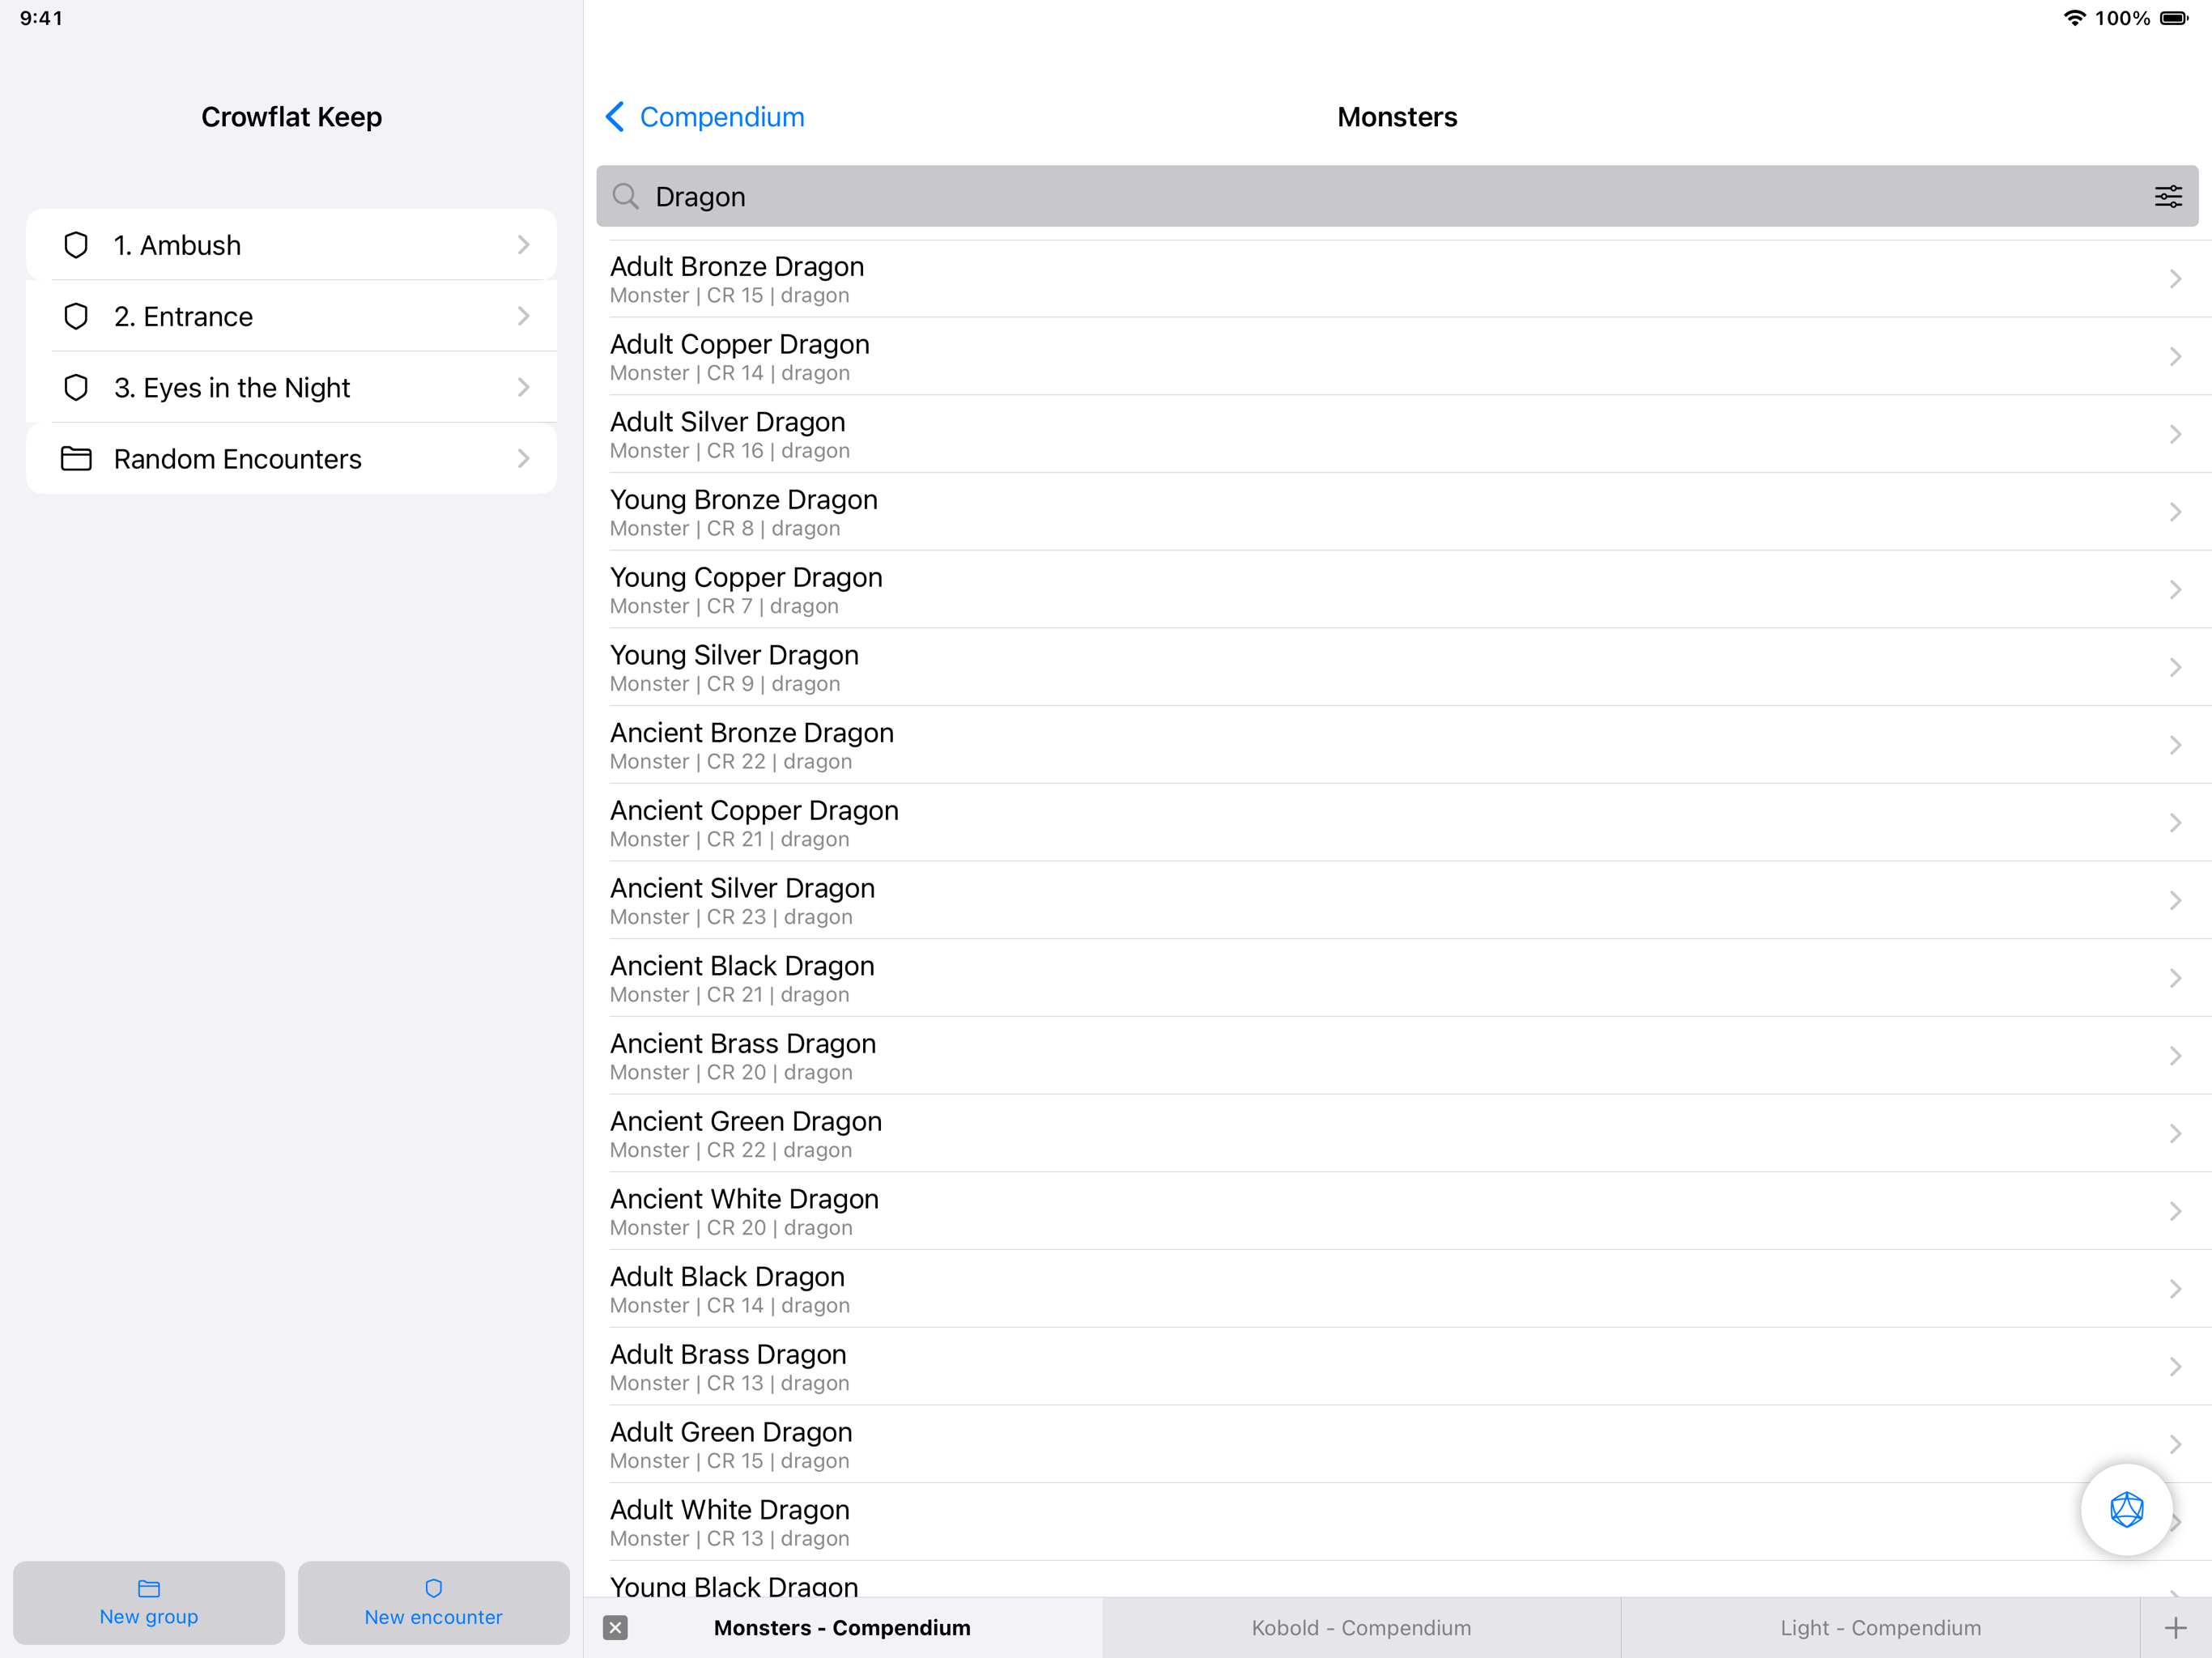 9:41
100%
Crowflat Keep
1. Ambush
2. Entrance
3. Eyes in the Night
Random Encounters
New group
New encounter
Compendium
Monsters
Dragon
Adult Bronze Dragon
Monster | CR 15 | dragon
Adult Copper Dragon
Monster | CR 14 | dragon
Adult Silver Dragon
Monster | CR 16 | dragon
Young Bronze Dragon
Monster | CR 8 | dragon
Young Copper Dragon
Monster | CR 7 | dragon
Young Silver Dragon
Monster | CR 9 | dragon
Ancient Bronze Dragon
Monster | CR 22 | dragon
Ancient Copper Dragon
Monster | CR 21 | dragon
Ancient Silver Dragon
Monster | CR 23 | dragon
Ancient Black Dragon
Monster | CR 21 | dragon
Ancient Brass Dragon
Monster | CR 20 | dragon
Ancient Green Dragon
Monster | CR 22 | dragon
Ancient White Dragon
Monster | CR 20 | dragon
Adult Black Dragon
Monster | CR 14 | dragon
Adult Brass Dragon
Monster | CR 13 | dragon
Adult Green Dragon
Monster | CR 15 | dragon
Adult White Dragon
Monster | CR 13 | dragon
Young Black Dragon
Monsters - Compendium
Kobold - Compendium
Light - Compendium